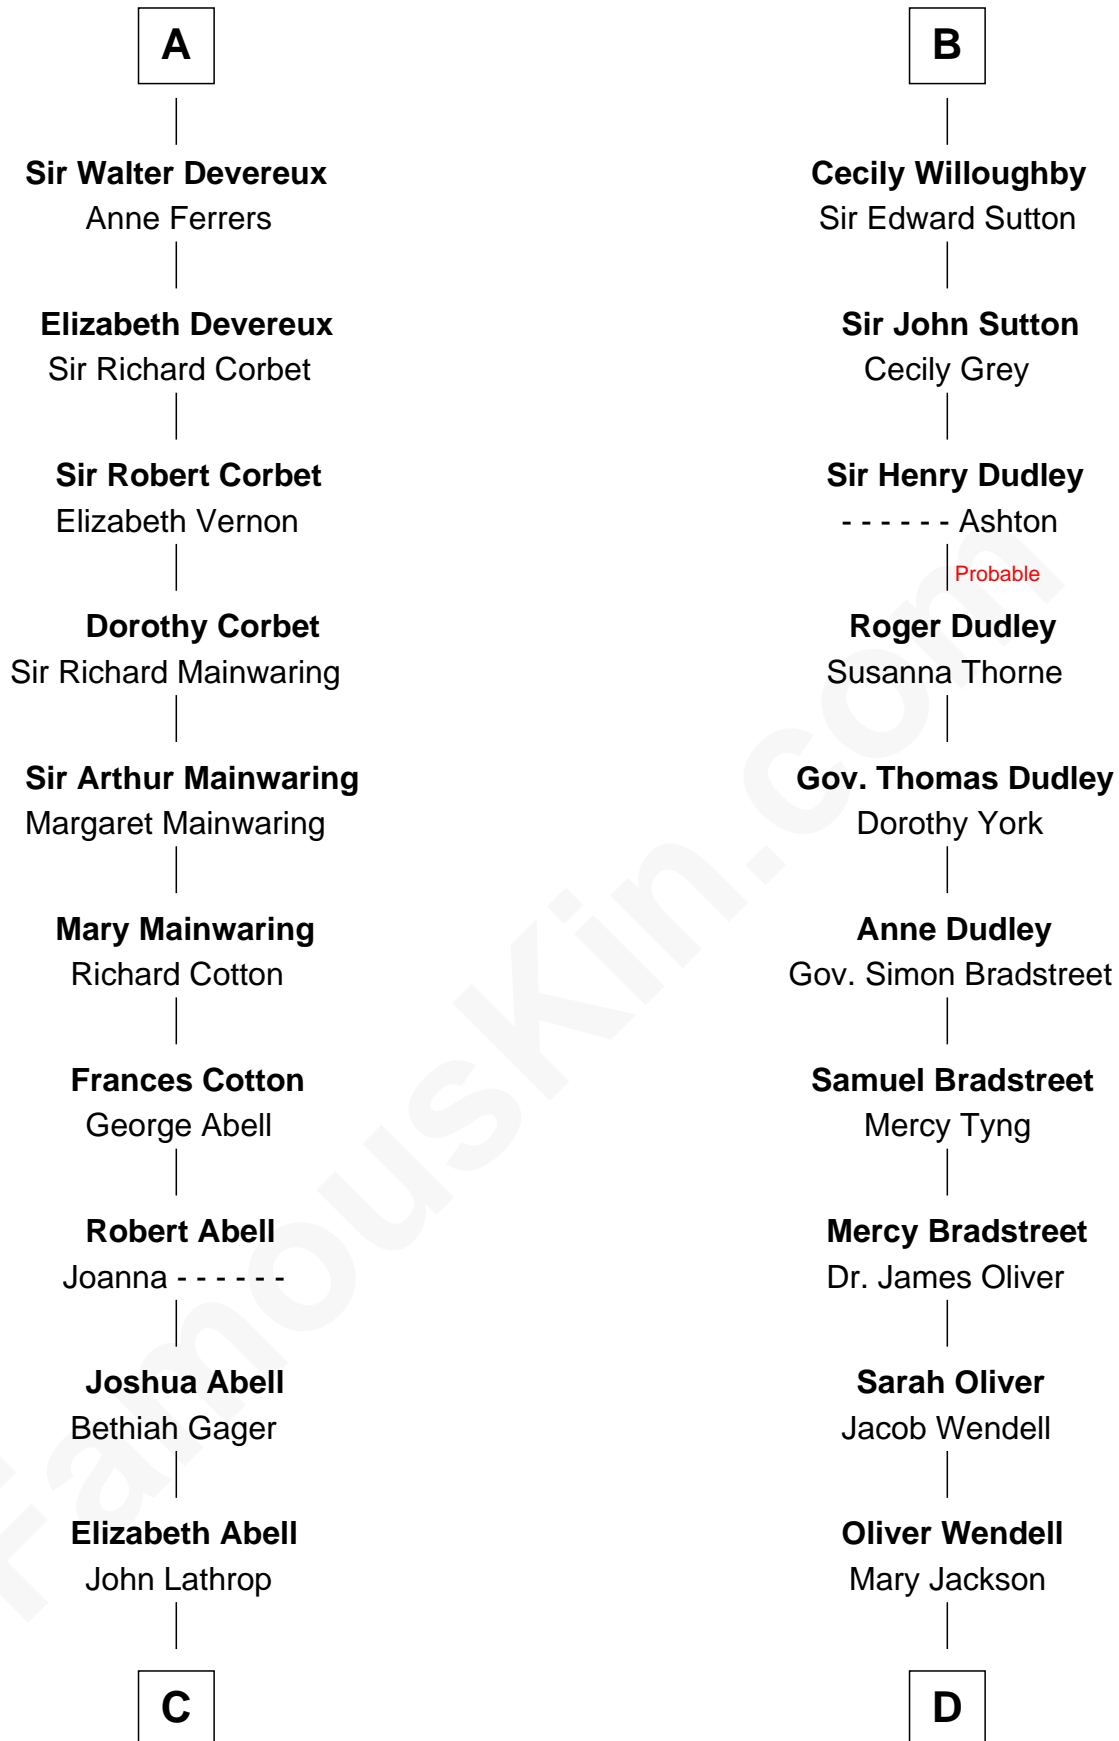 A
Sir Walter Devereux
Anne Ferrers
Elizabeth Devereux
Sir Richard Corbet
Sir Robert Corbet
Elizabeth Vernon
Dorothy Corbet
Sir Richard Mainwaring
Sir Arthur Mainwaring
Margaret Mainwaring
Mary Mainwaring
Richard Cotton
Frances Cotton
George Abell
Robert Abell
Joanna - - - - - -
Joshua Abell
Bethiah Gager
Elizabeth Abell
John Lathrop
C
B
Cecily Willoughby
Sir Edward Sutton
Sir John Sutton
Cecily Grey
Sir Henry Dudley
- - - - - - Ashton
Probable
Roger Dudley
Susanna Thorne
Gov. Thomas Dudley
Dorothy York
Anne Dudley
Gov. Simon Bradstreet
Samuel Bradstreet
Mercy Tyng
Mercy Bradstreet
Dr. James Oliver
Sarah Oliver
Jacob Wendell
Oliver Wendell
Mary Jackson
D
FamousKin.com